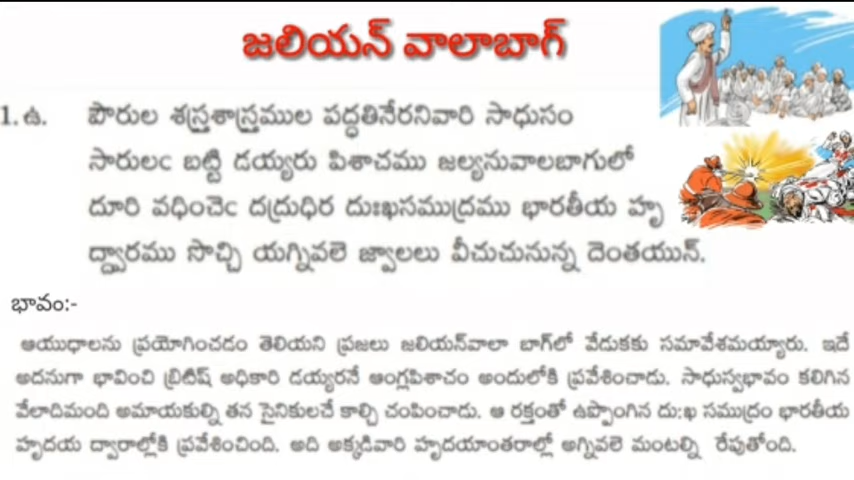 జలియన్ వాలాబాగ్
1. ఉ. పౌరుల శస్త్రశాస్త్రముల పద్ధతినేరనివారి సాధుసం
సారులఁ బట్టి డయ్యరు పిశాచము జల్యనువాలబాగులో
దూరి వధించెఁ దద్రుధిర దుఃఖసముద్రము భారతీయ హృ
ద్ద్వారము సొచ్చి యగ్నివలె జ్వాలలు వీచుచునున్న దెంతయున్.
భావం:-
ఆయుధాలను ప్రయోగించడం తెలియని ప్రజలు జలియన్‌వాలా బాగ్‌లో వేడుకకు సమావేశమయ్యారు. ఇదే
అదనుగా భావించి బ్రిటిష్ అధికారి డయ్యరనే ఆంగ్లపిశాచం అందులోకి ప్రవేశించాడు. సాధుస్వభావం కలిగిన
వేలాదిమంది అమాయకుల్ని తన సైనికులచే కాల్చి చంపించాడు. ఆ రక్తంతో ఉప్పొంగిన దు:ఖ సముద్రం భారతీయ
హృదయ ద్వారాల్లోకి ప్రవేశించింది. అది అక్కడివారి హృదయాంతరాల్లో అగ్నివలె మంటల్ని రేపుతోంది.